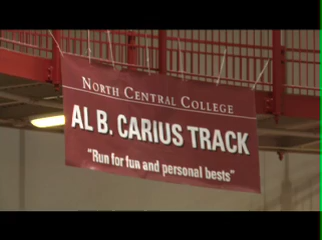 NORTH CENTRAL COLLEGE
AL B. CARIUS TRACK
"Run for fun and personal bests"